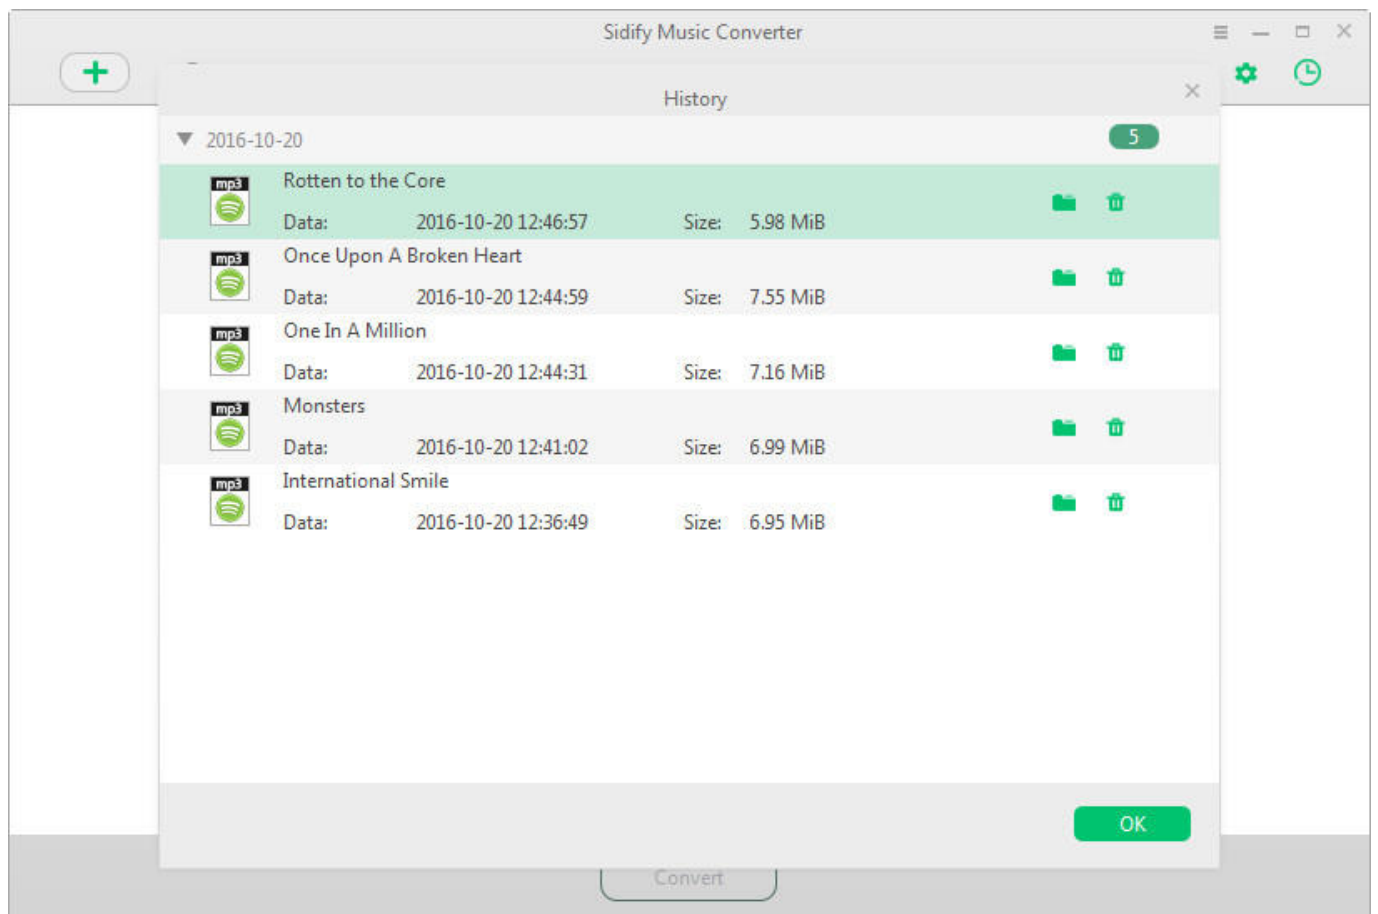 Sidify Music Converter
History
2016-10-20 5
mp3 Rotten to the Core
Data: 2016-10-20 12:46:57 Size: 5.98 MiB
mp3 Once Upon A Broken Heart
Data: 2016-10-20 12:44:59 Size: 7.55 MiB
mp3 One In A Million
Data: 2016-10-20 12:44:31 Size: 7.16 MiB
mp3 Monsters
Data: 2016-10-20 12:41:02 Size: 6.99 MiB
mp3 International Smile
Data: 2016-10-20 12:36:49 Size: 6.95 MiB
OK
Convert